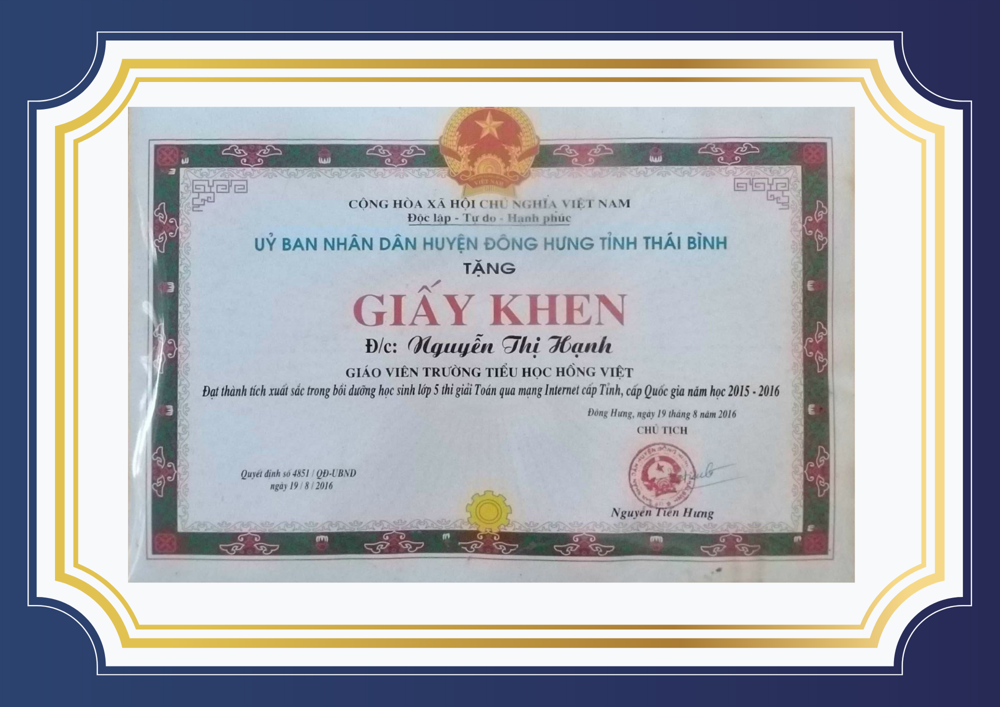 VIỆT NAM
CỘNG HÒA XÃ HỘI CHỦ NGHĨA VIỆT NAM
Độc lập - Tự do - Hạnh phúc
UỶ BAN NHÂN DÂN HUYỆN ĐÔNG HƯNG TỈNH THÁI BÌNH
TẶNG
GIẤY KHEN
Đ/c: Nguyễn Thị Hạnh
GIÁO VIÊN TRƯỜNG TIỂU HỌC HỒNG VIỆT
Đạt thành tích xuất sắc trong bồi dưỡng học sinh lớp 5 thi giải Toán qua mạng Internet cấp Tỉnh, cấp Quốc gia năm học 2015 - 2016
Đông Hưng, ngày 19 tháng 8 năm 2016
CHỦ TỊCH
Quyết định số 4851 / QĐ-UBND
ngày 19 / 8 / 2016
Nguyễn Tiến Hưng